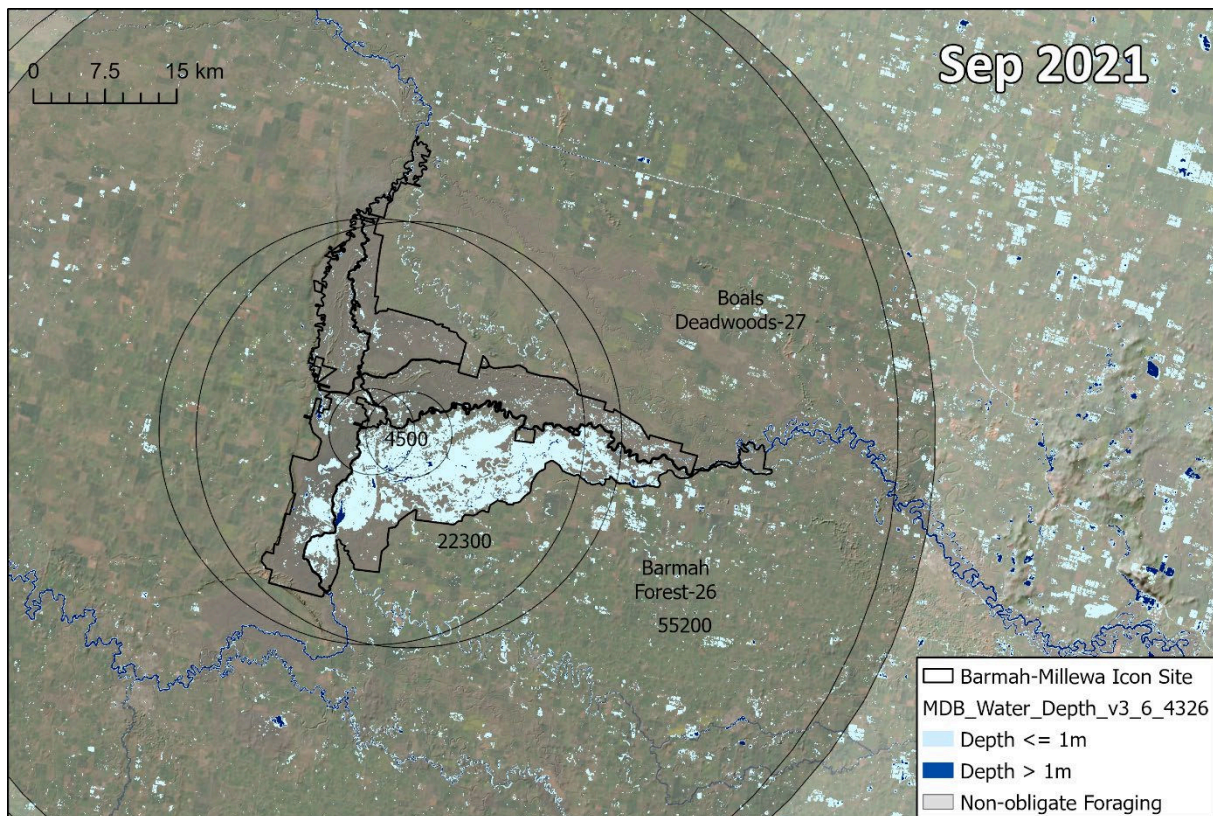 Sep 2021
0 7.5 15 km
Boals
Deadwoods-27
4500
22300
Barmah
Forest-26
55200
Barmah-Millewa Icon Site
MDB_Water_Depth_v3_6_4326
Depth <= 1m
Depth > 1m
Non-obligate Foraging